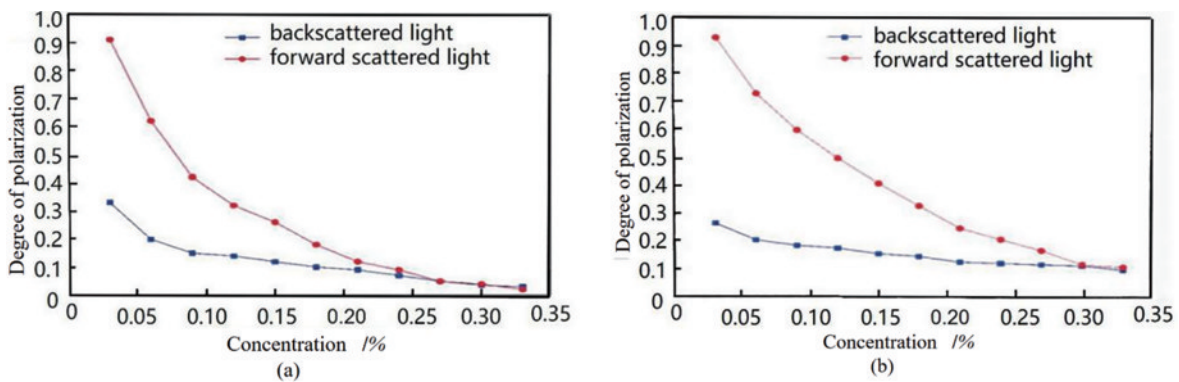 1.0
0.9
0.8
0.7
0.6
0.5
0.4
0.3
0.2
0.1
0
Degree of polarization
backscattered light
forward scattered light
0.05 0.10 0.15 0.20 0.25 0.30 0.35
Concentration /%
(a)
1.0
0.9
0.8
0.7
0.6
0.5
0.4
0.3
0.2
0.1
0
Degree of polarization
backscattered light
forward scattered light
0 0.05 0.10 0.15 0.20 0.25 0.30 0.35
Concentration /%
(b)